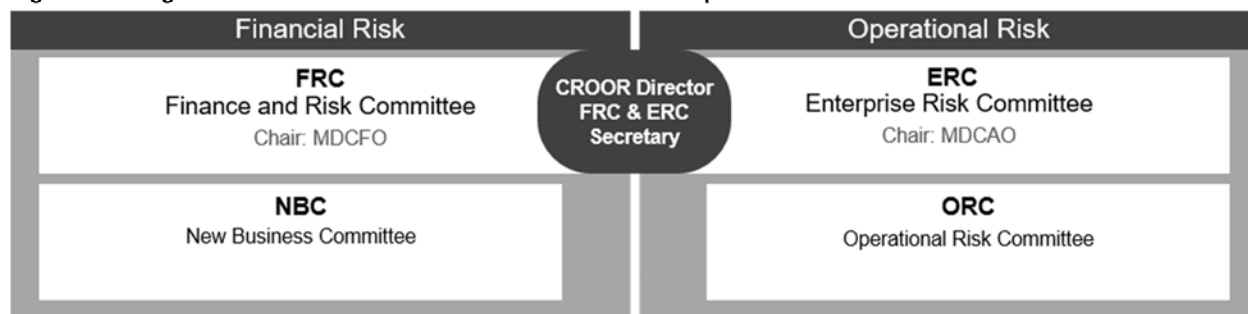 Financial Risk
Operational Risk
FRC
Finance and Risk Committee
Chair: MDCFO
CROOR Director
FRC & ERC
Secretary
ERC
Enterprise Risk Committee
Chair: MDCAO
NBC
New Business Committee
ORC
Operational Risk Committee